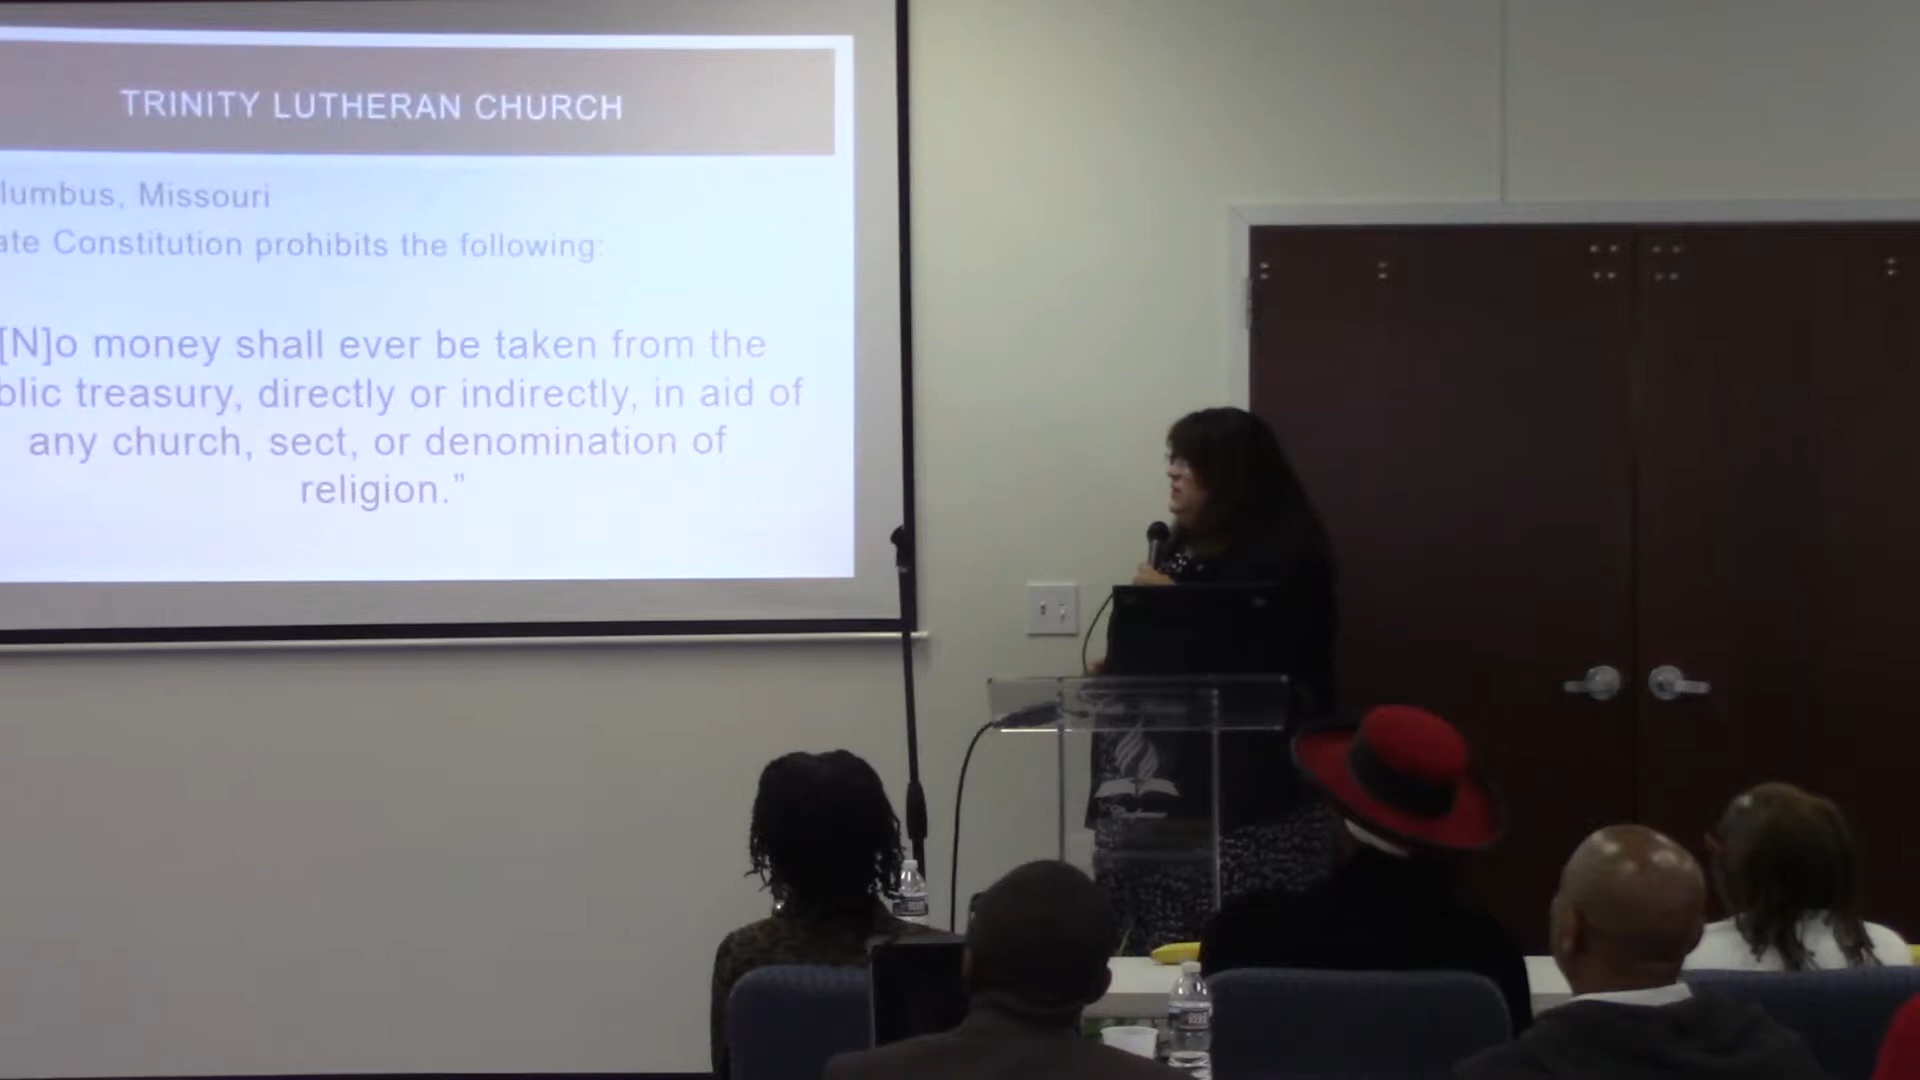 TRINITY LUTHERAN CHURCH
lumbus, Missouri
ate Constitution prohibits the following:
[N]o money shall ever be taken from the
blic treasury, directly or indirectly, in aid of
any church, sect, or denomination of
religion.”
Conference